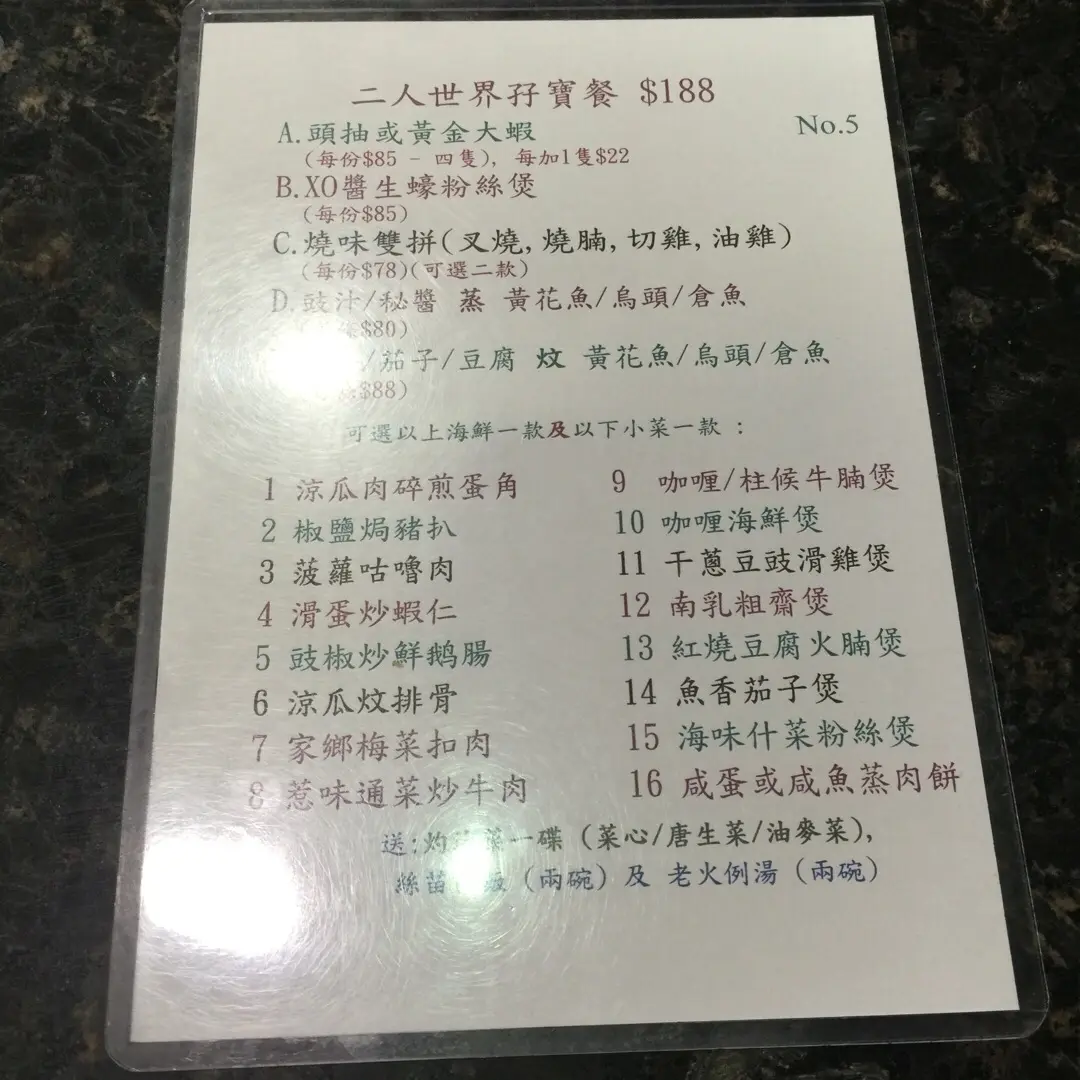 二人世界孖寶餐 $188
No.5
A.頭抽或黃金大蝦
(每份$85 - 四隻), 每加1隻$22
B.XO醬生蠔粉絲煲
(每份$85)
C.燒味雙拼(叉燒,燒腩,切雞,油雞)
(每份$78)(可選二款)
D.豉汁/秘醬 蒸 黃花魚/烏頭/倉魚
$80)
/茄子/豆腐 炆 黃花魚/烏頭/倉魚
$88)
可選以上海鮮一款及以下小菜一款 :
1 涼瓜肉碎煎蛋角
2 椒鹽焗豬扒
3 菠蘿咕嚕肉
4 滑蛋炒蝦仁
5 豉椒炒鮮鵝腸
6 涼瓜炆排骨
7 家鄉梅菜扣肉
8 惹味通菜炒牛肉
9 咖喱/柱候牛腩煲
10 咖喱海鮮煲
11 干蔥豆豉滑雞煲
12 南乳粗齋煲
13 紅燒豆腐火腩煲
14 魚香茄子煲
15 海味什菜粉絲煲
16 咸蛋或咸魚蒸肉餅
送:灼 菜一碟 (菜心/唐生菜/油麥菜),
絲苗 飯 (兩碗) 及 老火例湯 (兩碗)